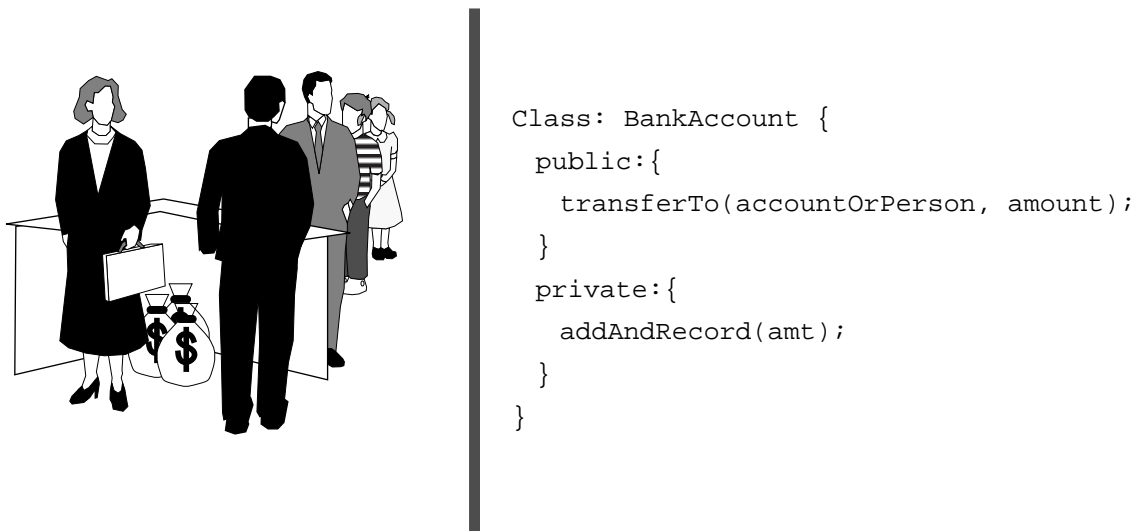 $ $
Class: BankAccount {
public:{
transferTo(accountOrPerson, amount);
}
private:{
addAndRecord(amt);
}
}